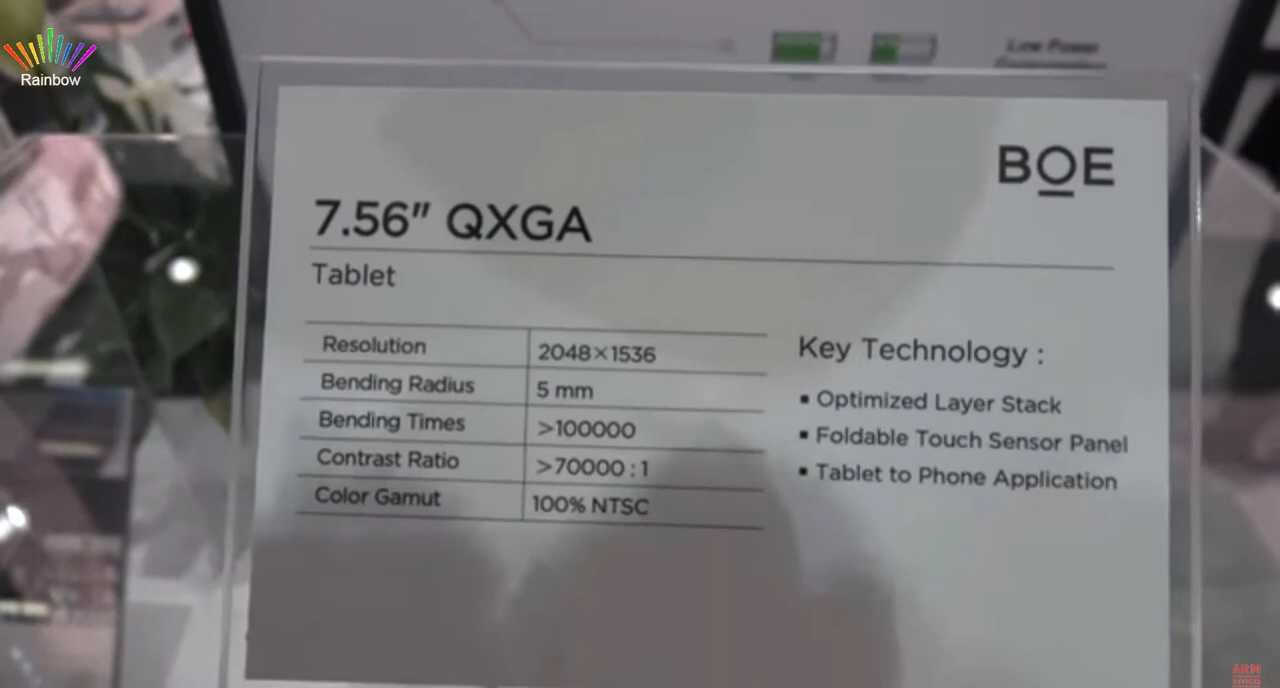 Rainbow
Low Power
BOE
7.56" QXGA
Tablet
Resolution 2048×1536
Bending Radius 5 mm
Bending Times >100000
Contrast Ratio >70000:1
Color Gamut 100% NTSC
Key Technology :
▪ Optimized Layer Stack
▪ Foldable Touch Sensor Panel
▪ Tablet to Phone Application
ARM